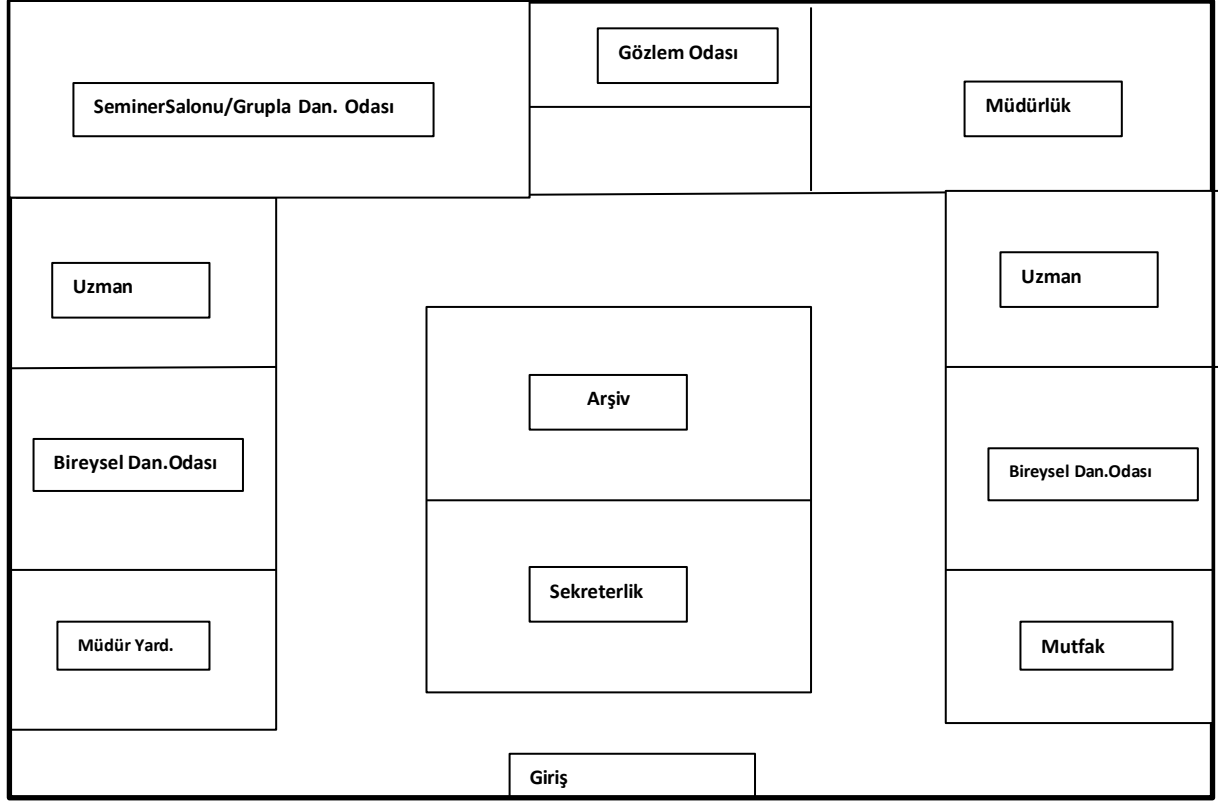 Gözlem Odası
SeminerSalonu/Grupla Dan. Odası
Müdürlük
Uzman
Uzman
Arşiv
Bireysel Dan.Odası
Bireysel Dan.Odası
Sekreterlik
Müdür Yard.
Mutfak
Giriş